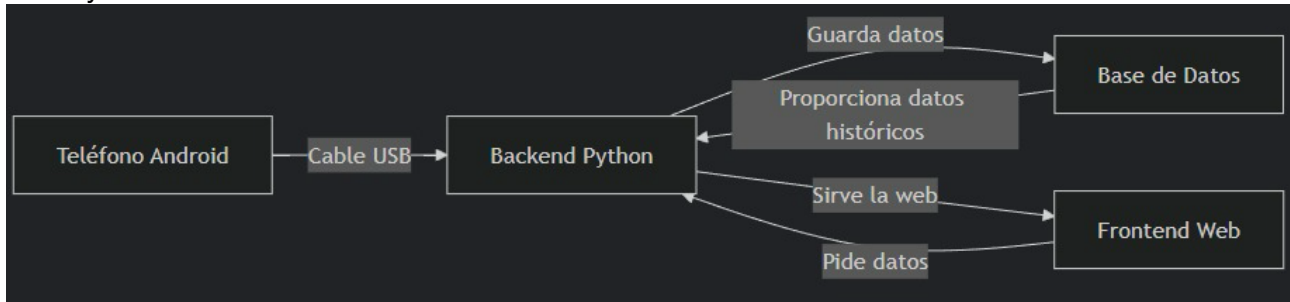 Guarda datos
Base de Datos
Proporciona datos
históricos
Teléfono Android
Cable USB
Backend Python
Sirve la web
Frontend Web
Pide datos